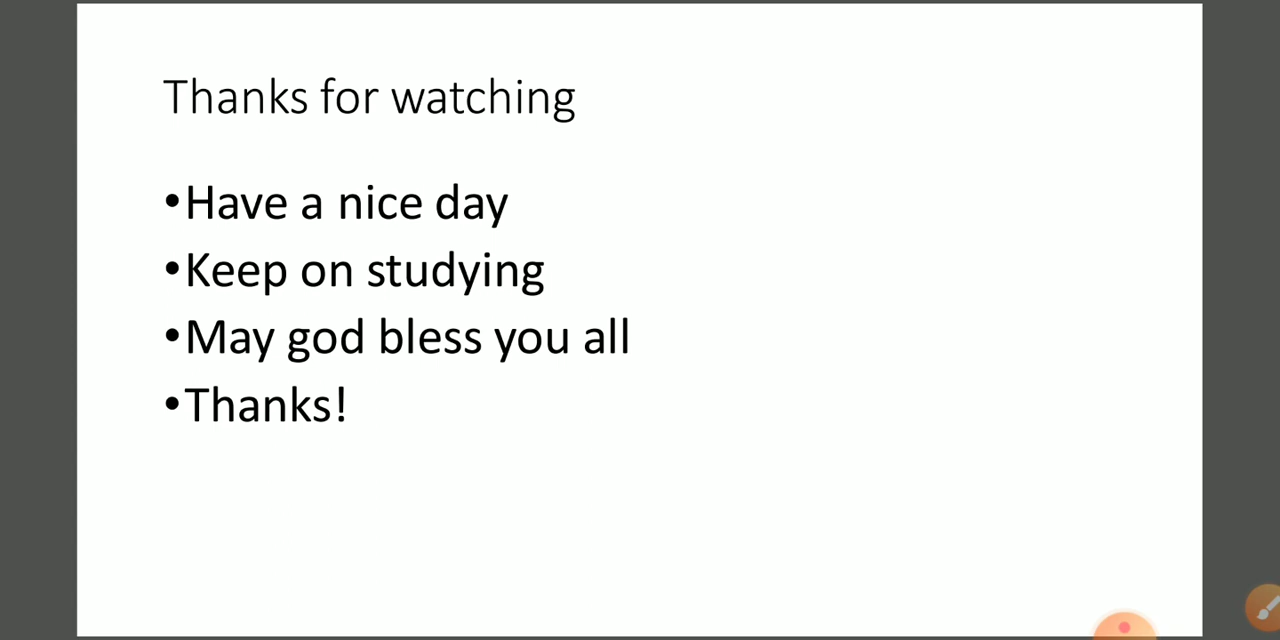 Thanks for watching
•Have a nice day
•Keep on studying
•May god bless you all
•Thanks!